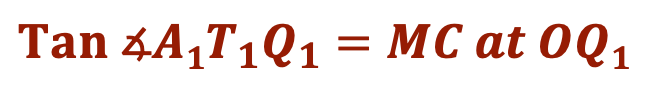 Tan ∡A₁T₁Q₁ = MC at OQ₁